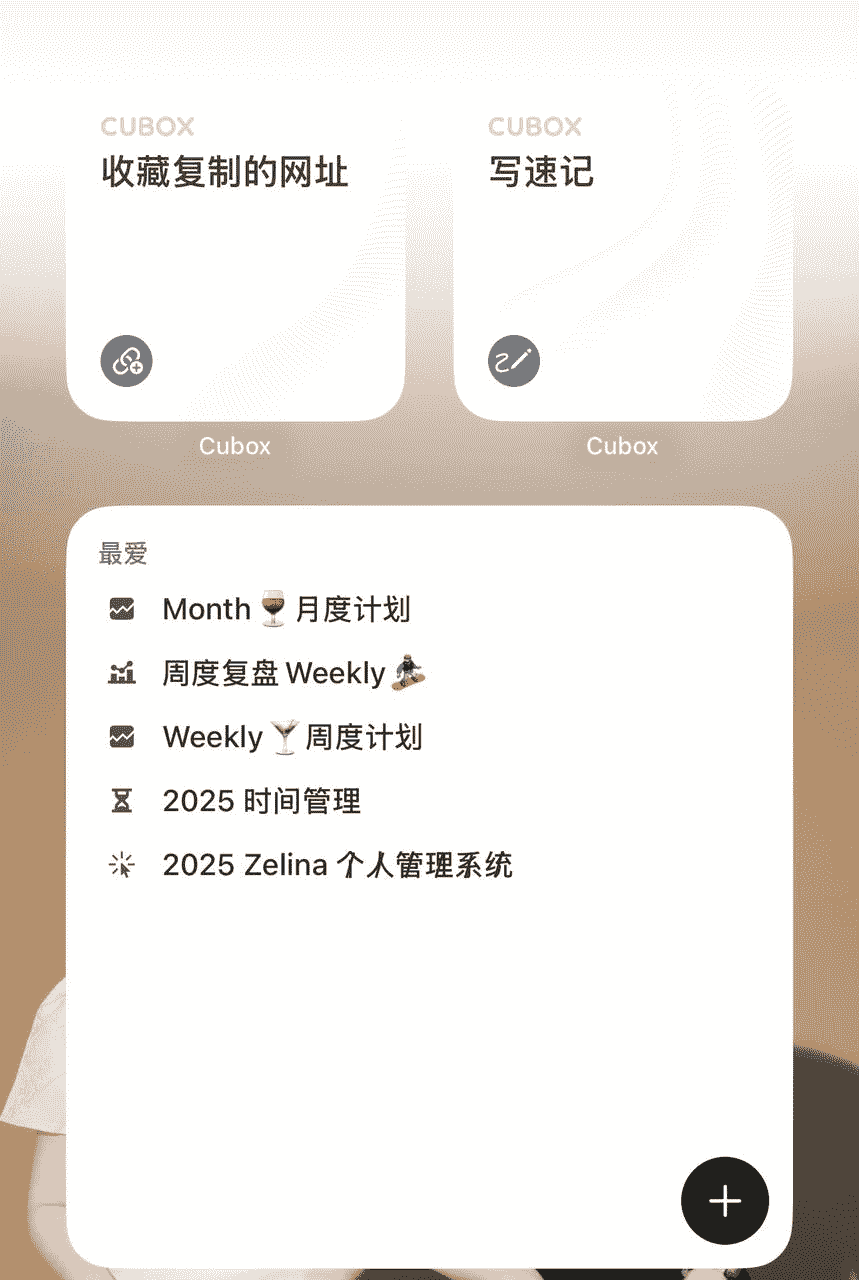 CUBOX
收藏复制的网址
CUBOX
写速记
Cubox
Cubox
最爱
Month🍷月度计划
周度复盘 Weekly🏂
Weekly🍸周度计划
2025 时间管理
2025 Zelina 个人管理系统